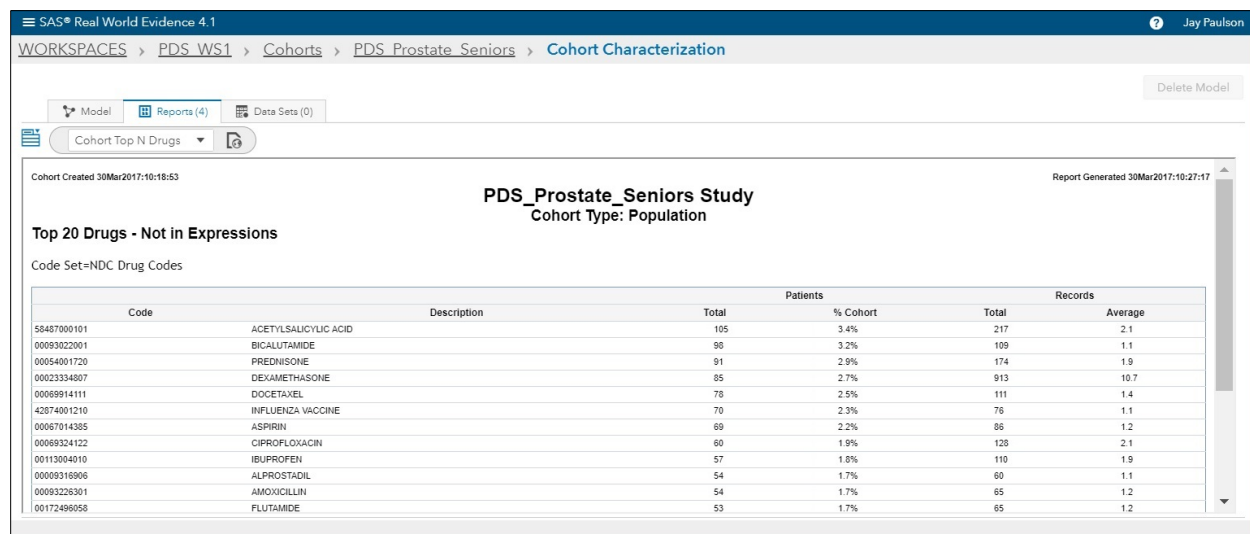 SAS® Real World Evidence 4.1 ? Jay Paulson
WORKSPACES > PDS_WS1 > Cohorts > PDS_Prostate_Seniors > Cohort Characterization
Delete Model
Model Reports (4) Data Sets (0)
Cohort Top N Drugs
Cohort Created 30Mar2017:10:18:53 Report Generated 30Mar2017:10:27:17
PDS_Prostate_Seniors Study
Cohort Type: Population
Top 20 Drugs - Not in Expressions
Code Set=NDC Drug Codes
Patients Records
Code Description Total % Cohort Total Average
58487000101 ACETYLSALICYLIC ACID 105 3.4% 217 2.1
00093022001 BICALUTAMIDE 98 3.2% 109 1.1
00054001720 PREDNISONE 91 2.9% 174 1.9
00023334807 DEXAMETHASONE 85 2.7% 913 10.7
00069914111 DOCETAXEL 78 2.5% 111 1.4
42874001210 INFLUENZA VACCINE 70 2.3% 76 1.1
00067014385 ASPIRIN 69 2.2% 86 1.2
00069324122 CIPROFLOXACIN 60 1.9% 128 2.1
00113004010 IBUPROFEN 57 1.8% 110 1.9
00009316906 ALPROSTADIL 54 1.7% 60 1.1
00093226301 AMOXICILLIN 54 1.7% 65 1.2
00172496058 FLUTAMIDE 53 1.7% 65 1.2